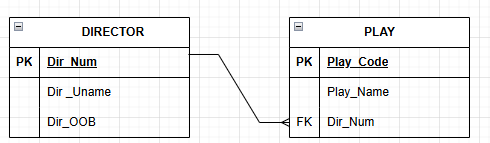 DIRECTOR
PK Dir_Num
Dir _Uname
Dir_OOB
PLAY
PK Play_Code
Play_Name
FK Dir_Num